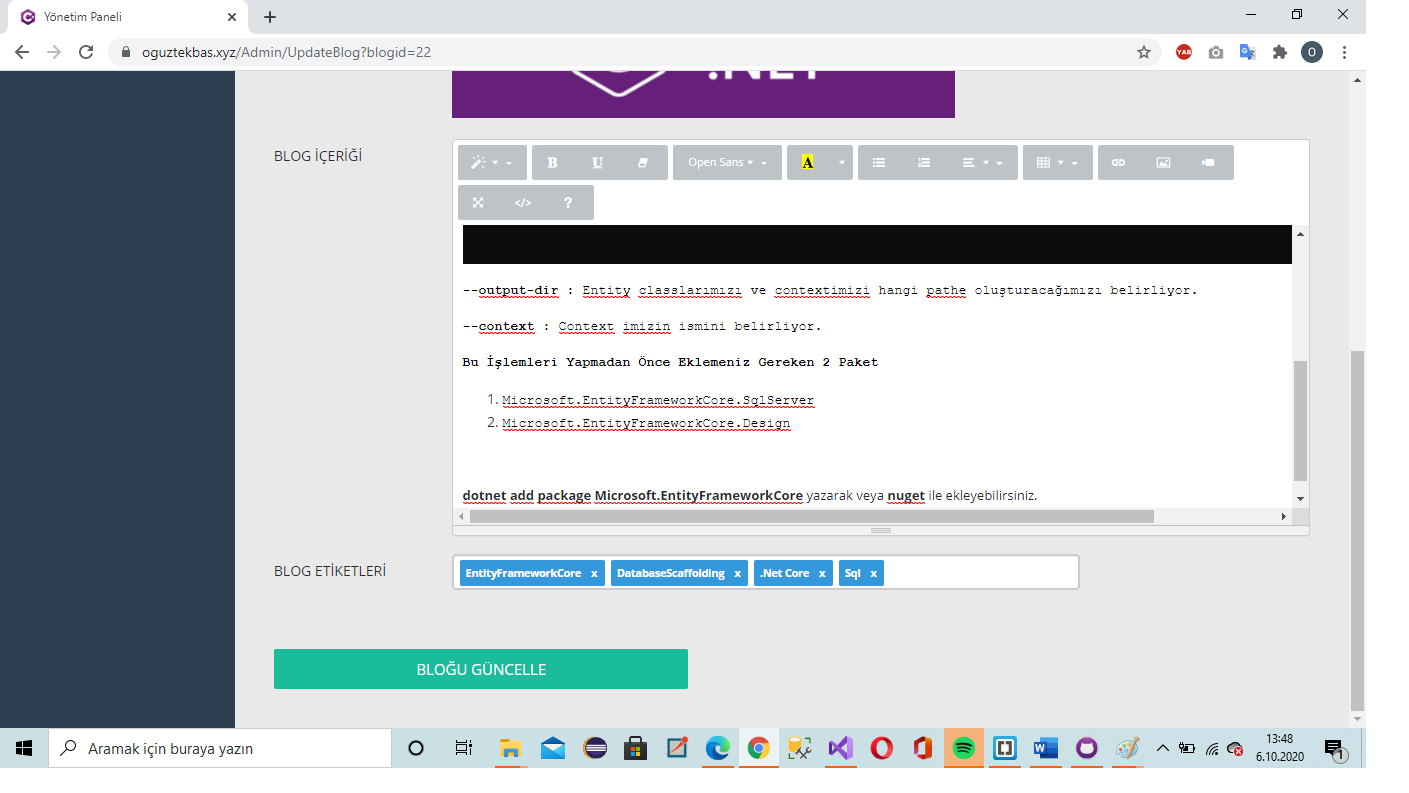 Yönetim Paneli
oguztekbas.xyz/Admin/UpdateBlog?blogid=22
YAB
O
.NET
BLOG İÇERİĞİ
B U Open Sans A
</> ?
--output-dir : Entity classlarımızı ve contextimizi hangi pathe oluşturacağımızı belirliyor.
--context : Context imizin ismini belirliyor.
Bu İşlemleri Yapmadan Önce Eklemeniz Gereken 2 Paket
1. Microsoft.EntityFrameworkCore.SqlServer
2. Microsoft.EntityFrameworkCore.Design
dotnet add package Microsoft.EntityFrameworkCore yazarak veya nuget ile ekleyebilirsiniz.
BLOG ETİKETLERİ
EntityFrameworkCore x DatabaseScaffolding x .Net Core x Sql x
BLOĞU GÜNCELLE
Aramak için buraya yazın
13:48
6.10.2020
1